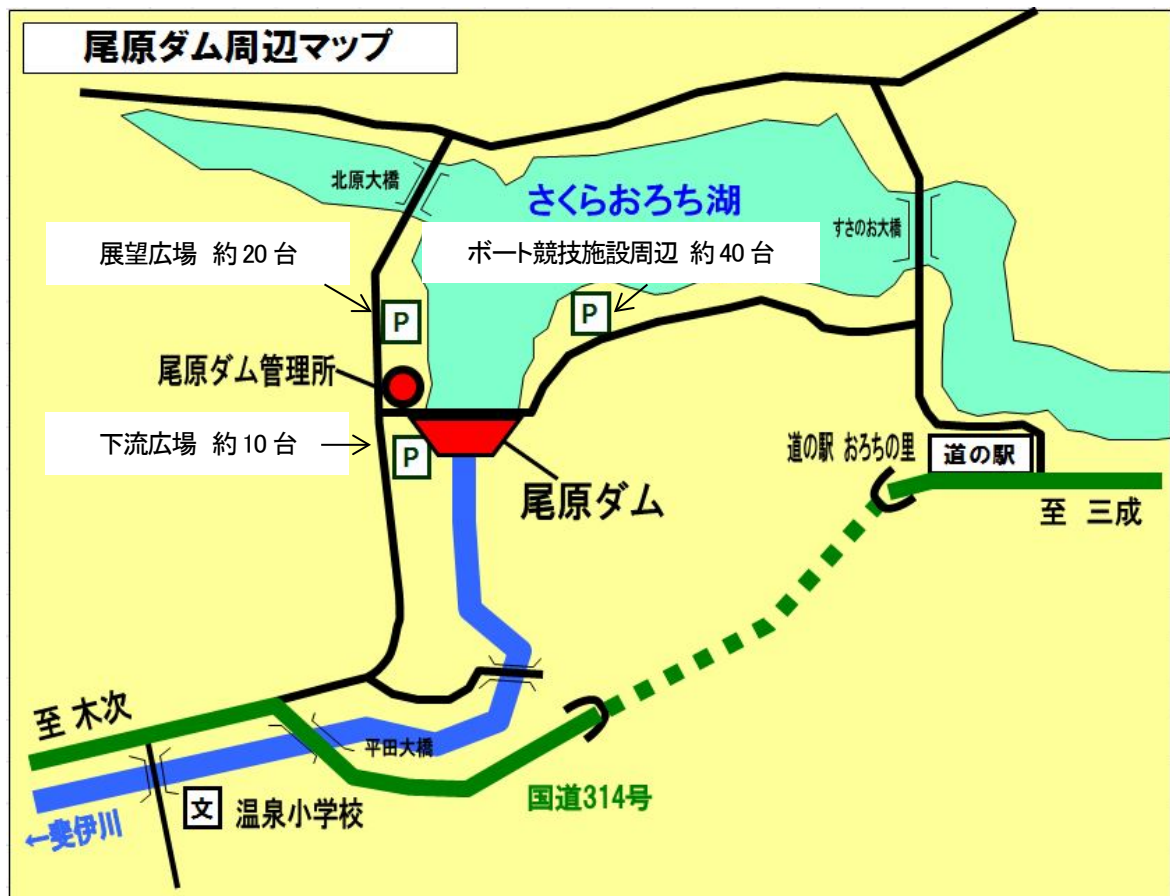 尾原ダム周辺マップ
北原大橋
さくらおろち湖
すさのお大橋
展望広場 約20台
ボート競技施設周辺 約40台
P
P
尾原ダム管理所
下流広場 約10台
P
道の駅 おろちの里
道の駅
尾原ダム
至 三成
至 木次
平田大橋
国道314号
文
温泉小学校
←斐伊川